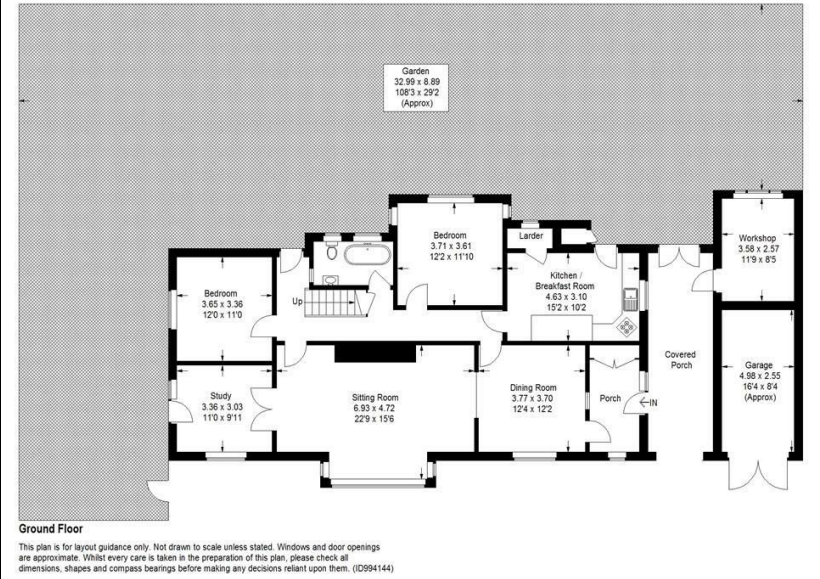 Garden
32.99 x 8.89
108'3 x 29'2
(Approx)
Bedroom
3.71 x 3.61
12'2 x 11'10
Larder
Workshop
3.58 x 2.57
11'9 x 8'5
Bedroom
3.65 x 3.36
12'0 x 11'0
Up
Kitchen /
Breakfast Room
4.63 x 3.10
15'2 x 10'2
Covered
Porch
Garage
4.98 x 2.55
16'4 x 8'4
(Approx)
Study
3.36 x 3.03
11'0 x 9'11
Sitting Room
6.93 x 4.72
22'9 x 15'6
Dining Room
3.77 x 3.70
12'4 x 12'2
Porch
IN
Ground Floor
This plan is for layout guidance only. Not drawn to scale unless stated. Windows and door openings
are approximate. Whilst every care is taken in the preparation of this plan, please check all
dimensions, shapes and compass bearings before making any decisions reliant upon them. (ID994144)